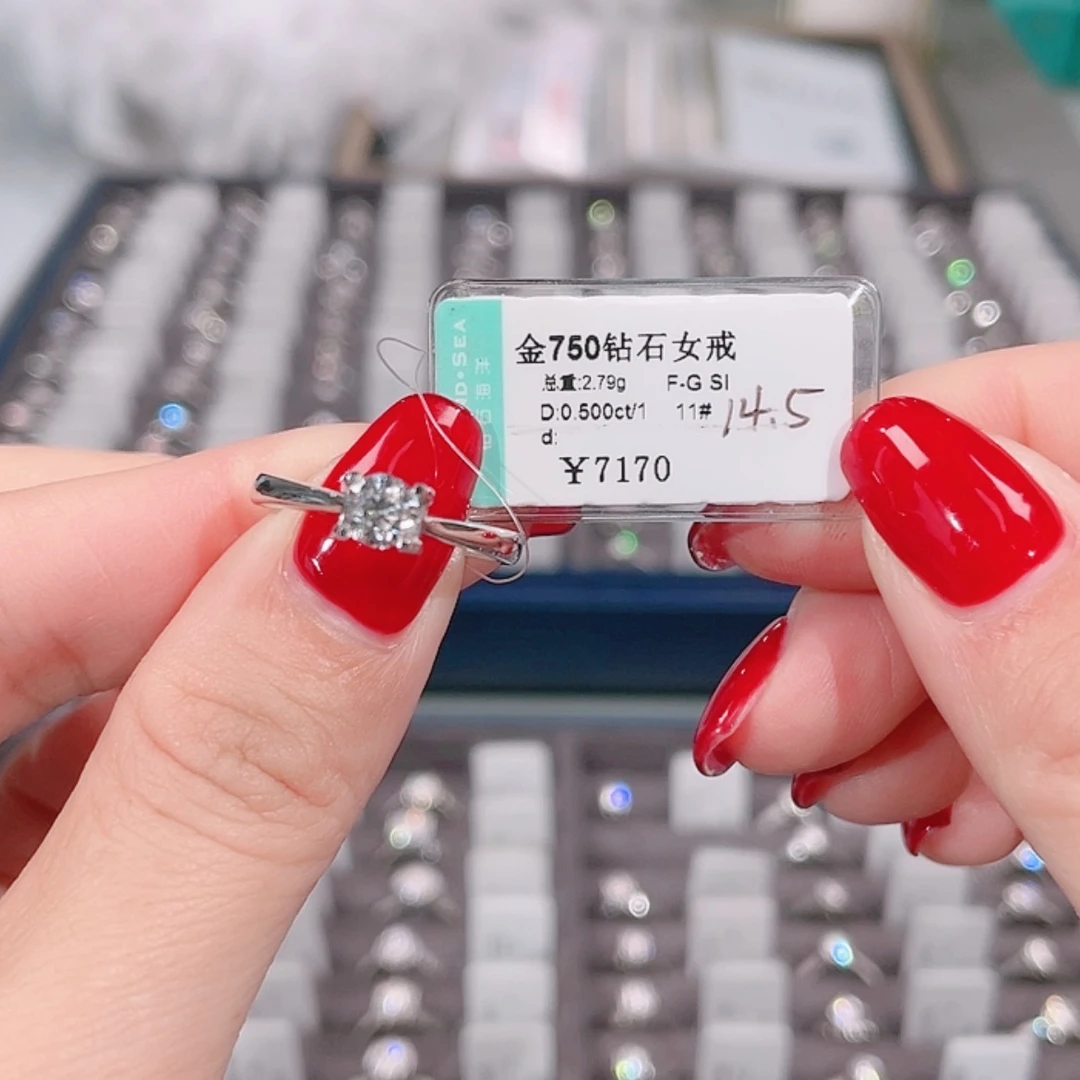 金750钻石女戒
总重:2.79g F-G SI
D:0.500ct/1 11# 14.5
d:
¥7170
D·SEA